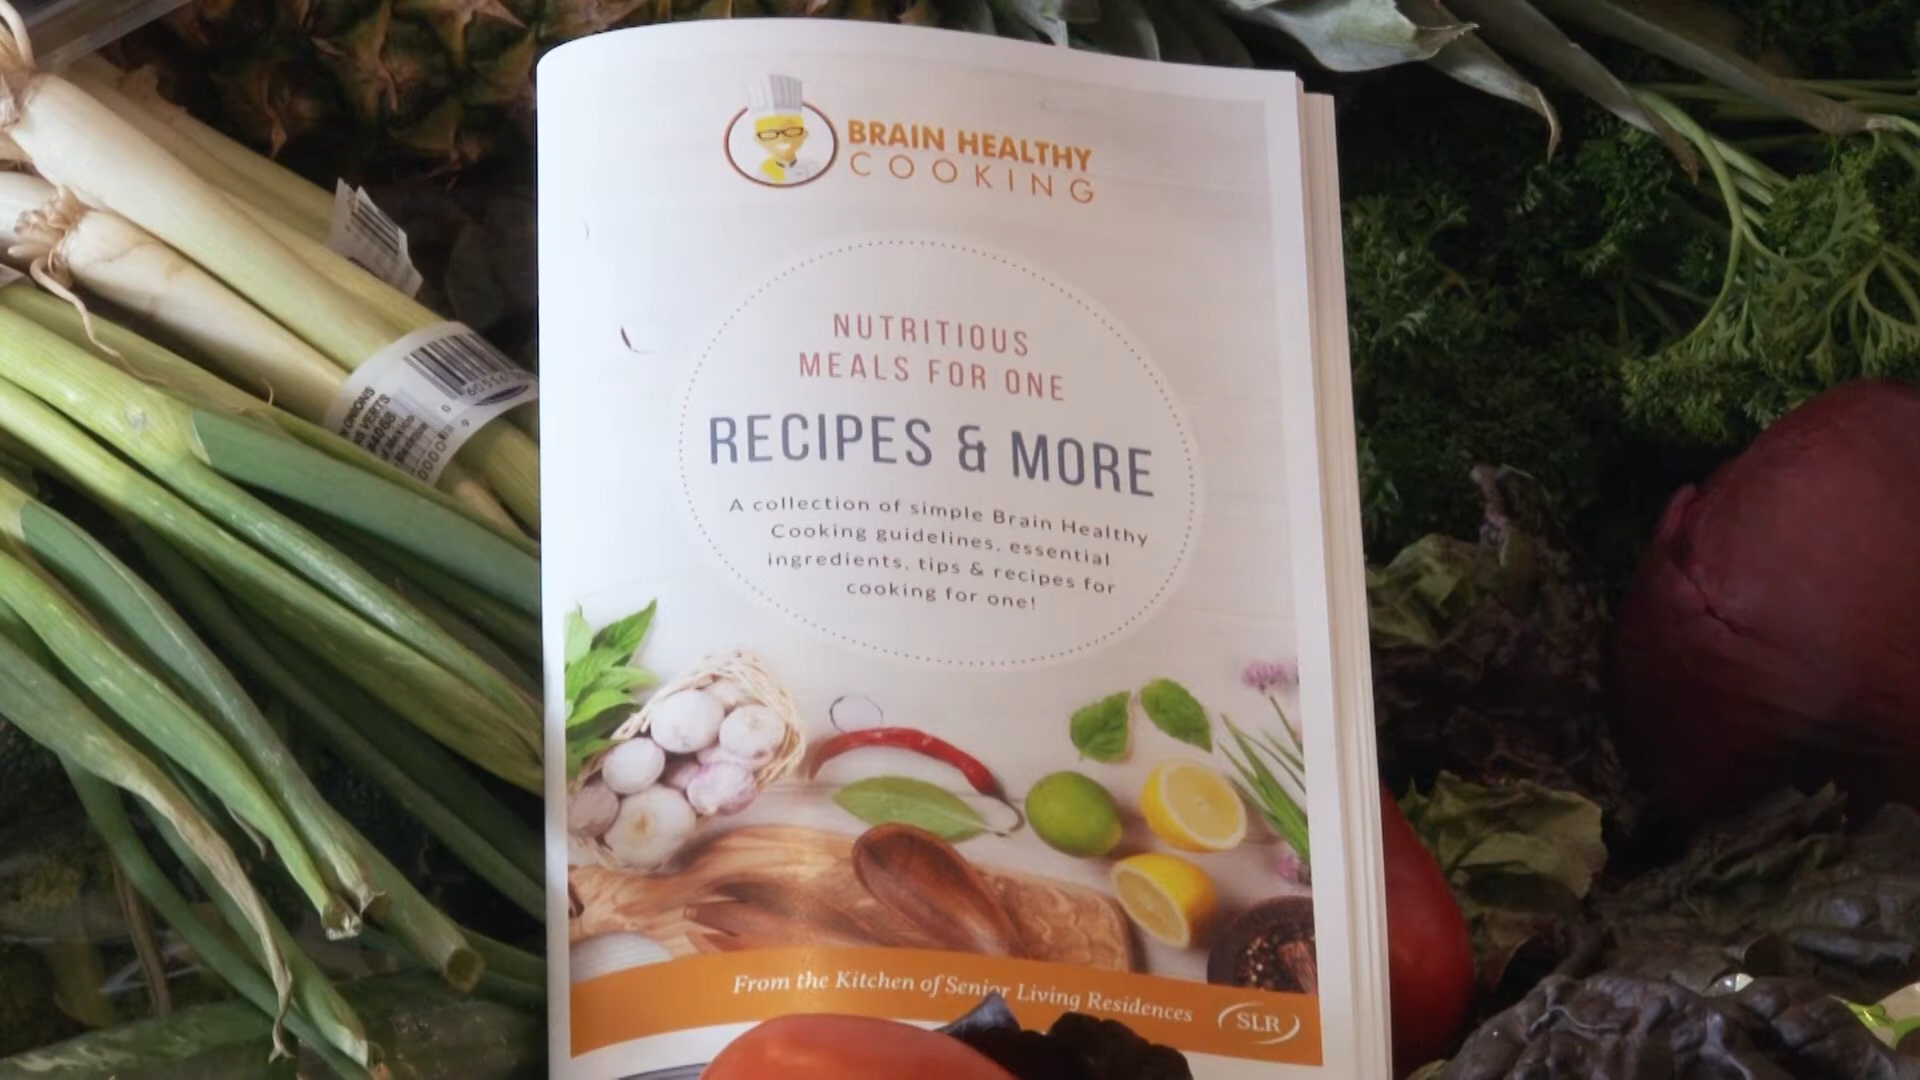 BRAIN HEALTHY
COOKING
NUTRITIOUS
MEALS FOR ONE
RECIPES & MORE
A collection of simple Brain Healthy
Cooking guidelines, essential
ingredients, tips & recipes for
cooking for one!
From the Kitchen of Senior Living Residences
SLR